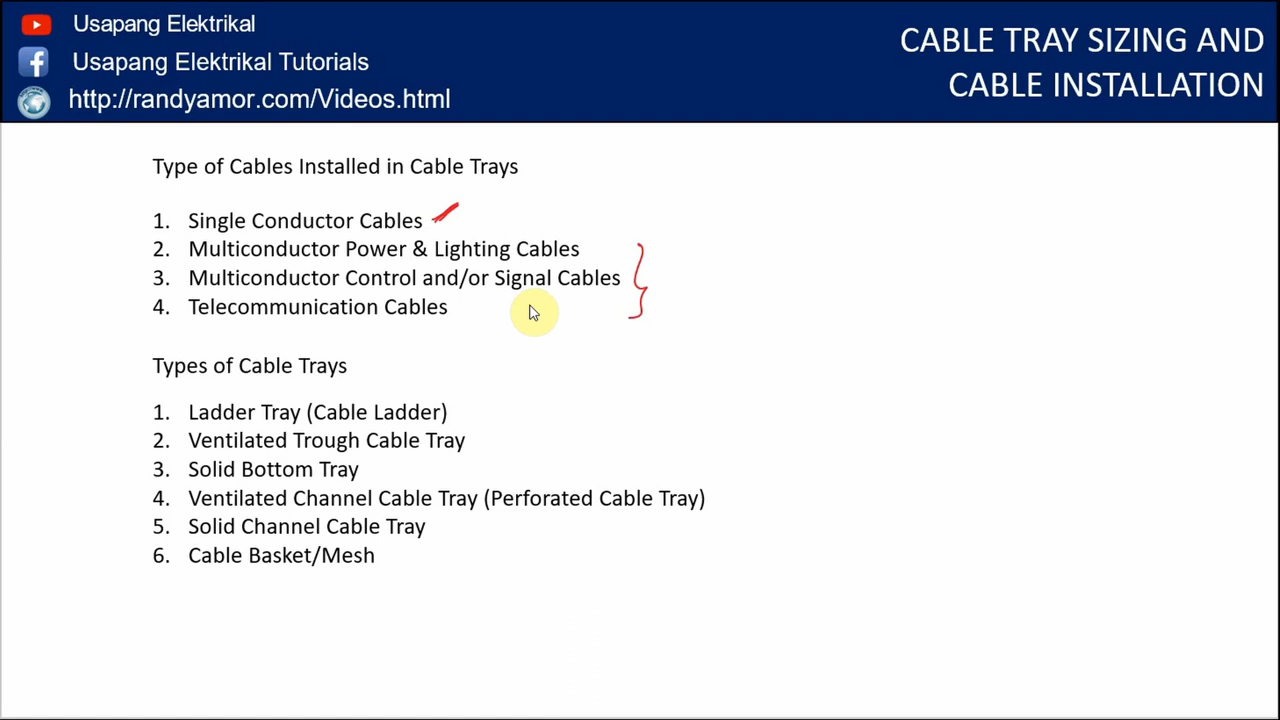 Usapang Elektrikal
Usapang Elektrikal Tutorials
http://randyamor.com/Videos.html
CABLE TRAY SIZING AND
CABLE INSTALLATION
Type of Cables Installed in Cable Trays
1. Single Conductor Cables
2. Multiconductor Power & Lighting Cables
3. Multiconductor Control and/or Signal Cables
4. Telecommunication Cables
Types of Cable Trays
1. Ladder Tray (Cable Ladder)
2. Ventilated Trough Cable Tray
3. Solid Bottom Tray
4. Ventilated Channel Cable Tray (Perforated Cable Tray)
5. Solid Channel Cable Tray
6. Cable Basket/Mesh